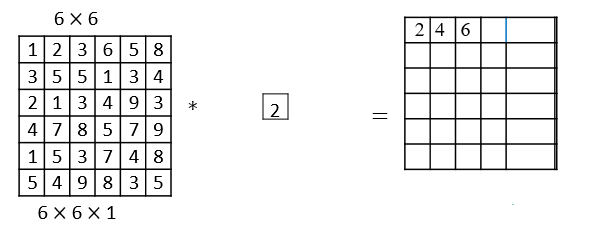 6 × 6
1 2 3 6 5 8
3 5 5 1 3 4
2 1 3 4 9 3
4 7 8 5 7 9
1 5 3 7 4 8
5 4 9 8 3 5
6 × 6 × 1
*
2
=
2 4 6